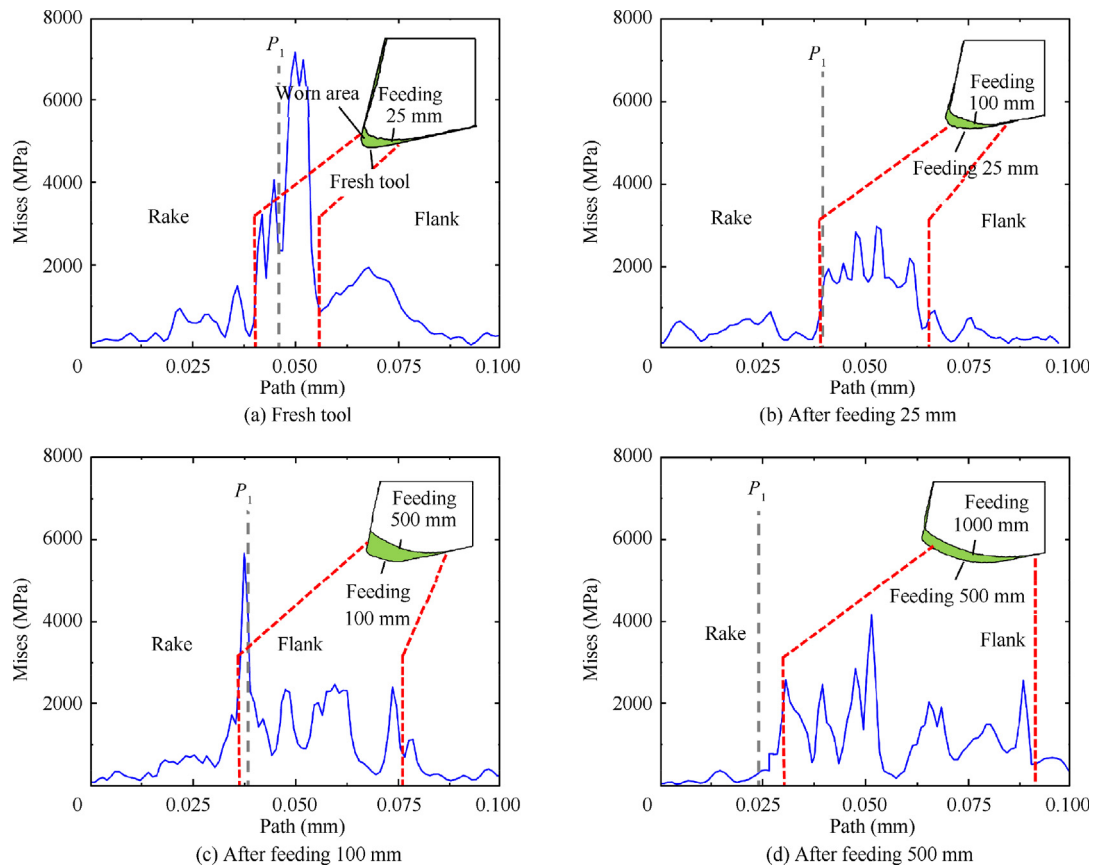 8000
6000
4000
2000
0
Mises (MPa)
P1
Worn area
Feeding
25 mm
Fresh tool
Rake
Flank
0.025
0.050
0.075
0.100
Path (mm)
(a) Fresh tool
8000
6000
4000
2000
0
Mises (MPa)
P1
Feeding
100 mm
Feeding 25 mm
Rake
Flank
0.025
0.050
0.075
0.100
Path (mm)
(b) After feeding 25 mm
8000
6000
4000
2000
0
Mises (MPa)
P1
Feeding
500 mm
Feeding
100 mm
Rake
Flank
0.025
0.050
0.075
0.100
Path (mm)
(c) After feeding 100 mm
8000
6000
4000
2000
0
Mises (MPa)
P1
Feeding
1000 mm
Feeding 500 mm
Rake
Flank
0.025
0.050
0.075
0.100
Path (mm)
(d) After feeding 500 mm